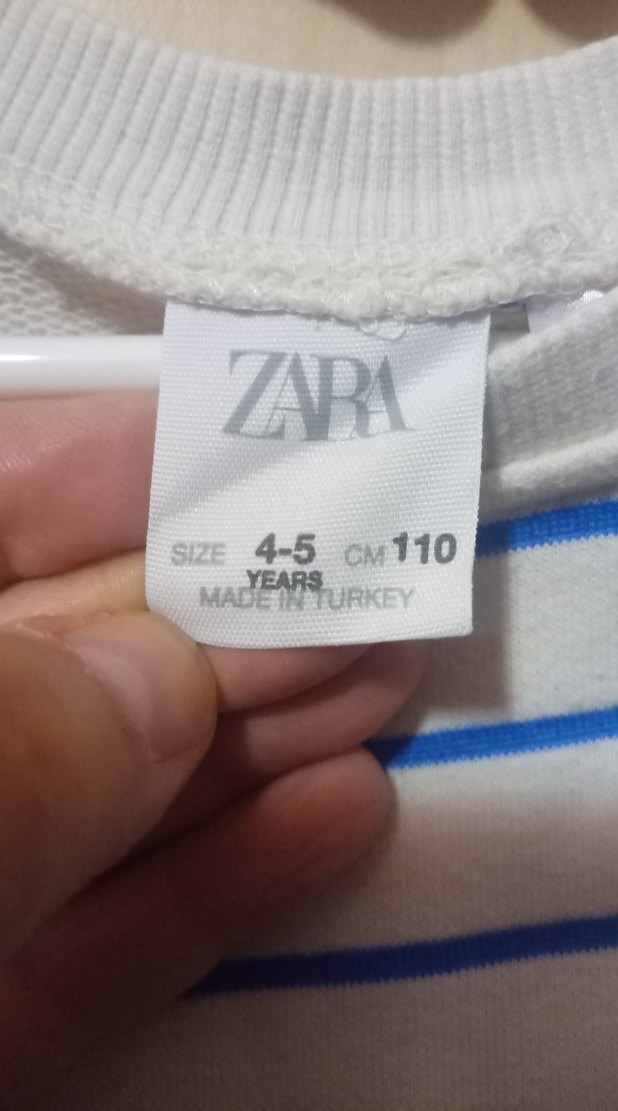 ZARA
SIZE 4-5 CM 110
YEARS
MADE IN TURKEY